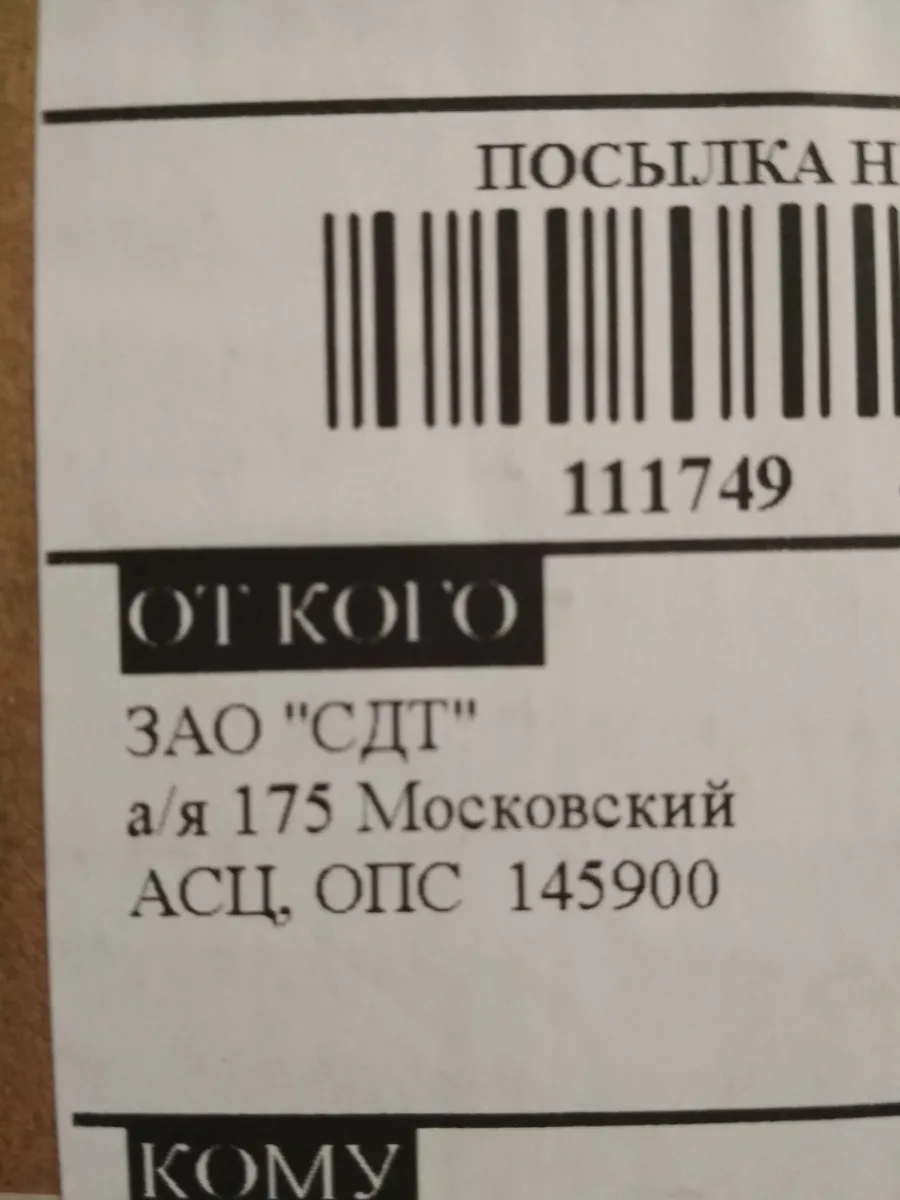 ПОСЫЛКА
111749
ОТ КОГО
ЗАО "СДТ"
а/я 175 Московский
АСЦ, ОПС 145900
КОМУ